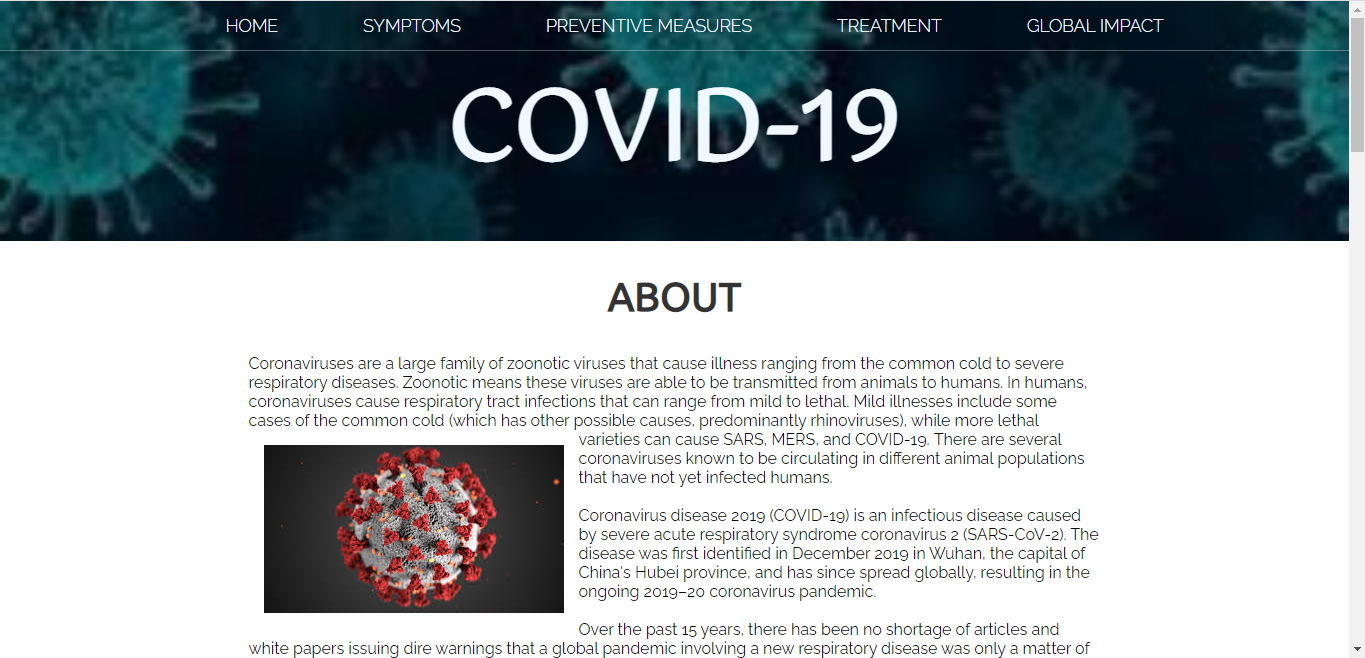 HOME SYMPTOMS PREVENTIVE MEASURES TREATMENT GLOBAL IMPACT
COVID-19
ABOUT
Coronaviruses are a large family of zoonotic viruses that cause illness ranging from the common cold to severe
respiratory diseases. Zoonotic means these viruses are able to be transmitted from animals to humans. In humans,
coronaviruses cause respiratory tract infections that can range from mild to lethal. Mild illnesses include some
cases of the common cold (which has other possible causes, predominantly rhinoviruses), while more lethal
varieties can cause SARS, MERS, and COVID-19. There are several
coronaviruses known to be circulating in different animal populations
that have not yet infected humans.
Coronavirus disease 2019 (COVID-19) is an infectious disease caused
by severe acute respiratory syndrome coronavirus 2 (SARS-CoV-2). The
disease was first identified in December 2019 in Wuhan, the capital of
China's Hubei province, and has since spread globally, resulting in the
ongoing 2019–20 coronavirus pandemic.
Over the past 15 years, there has been no shortage of articles and
white papers issuing dire warnings that a global pandemic involving a new respiratory disease was only a matter of